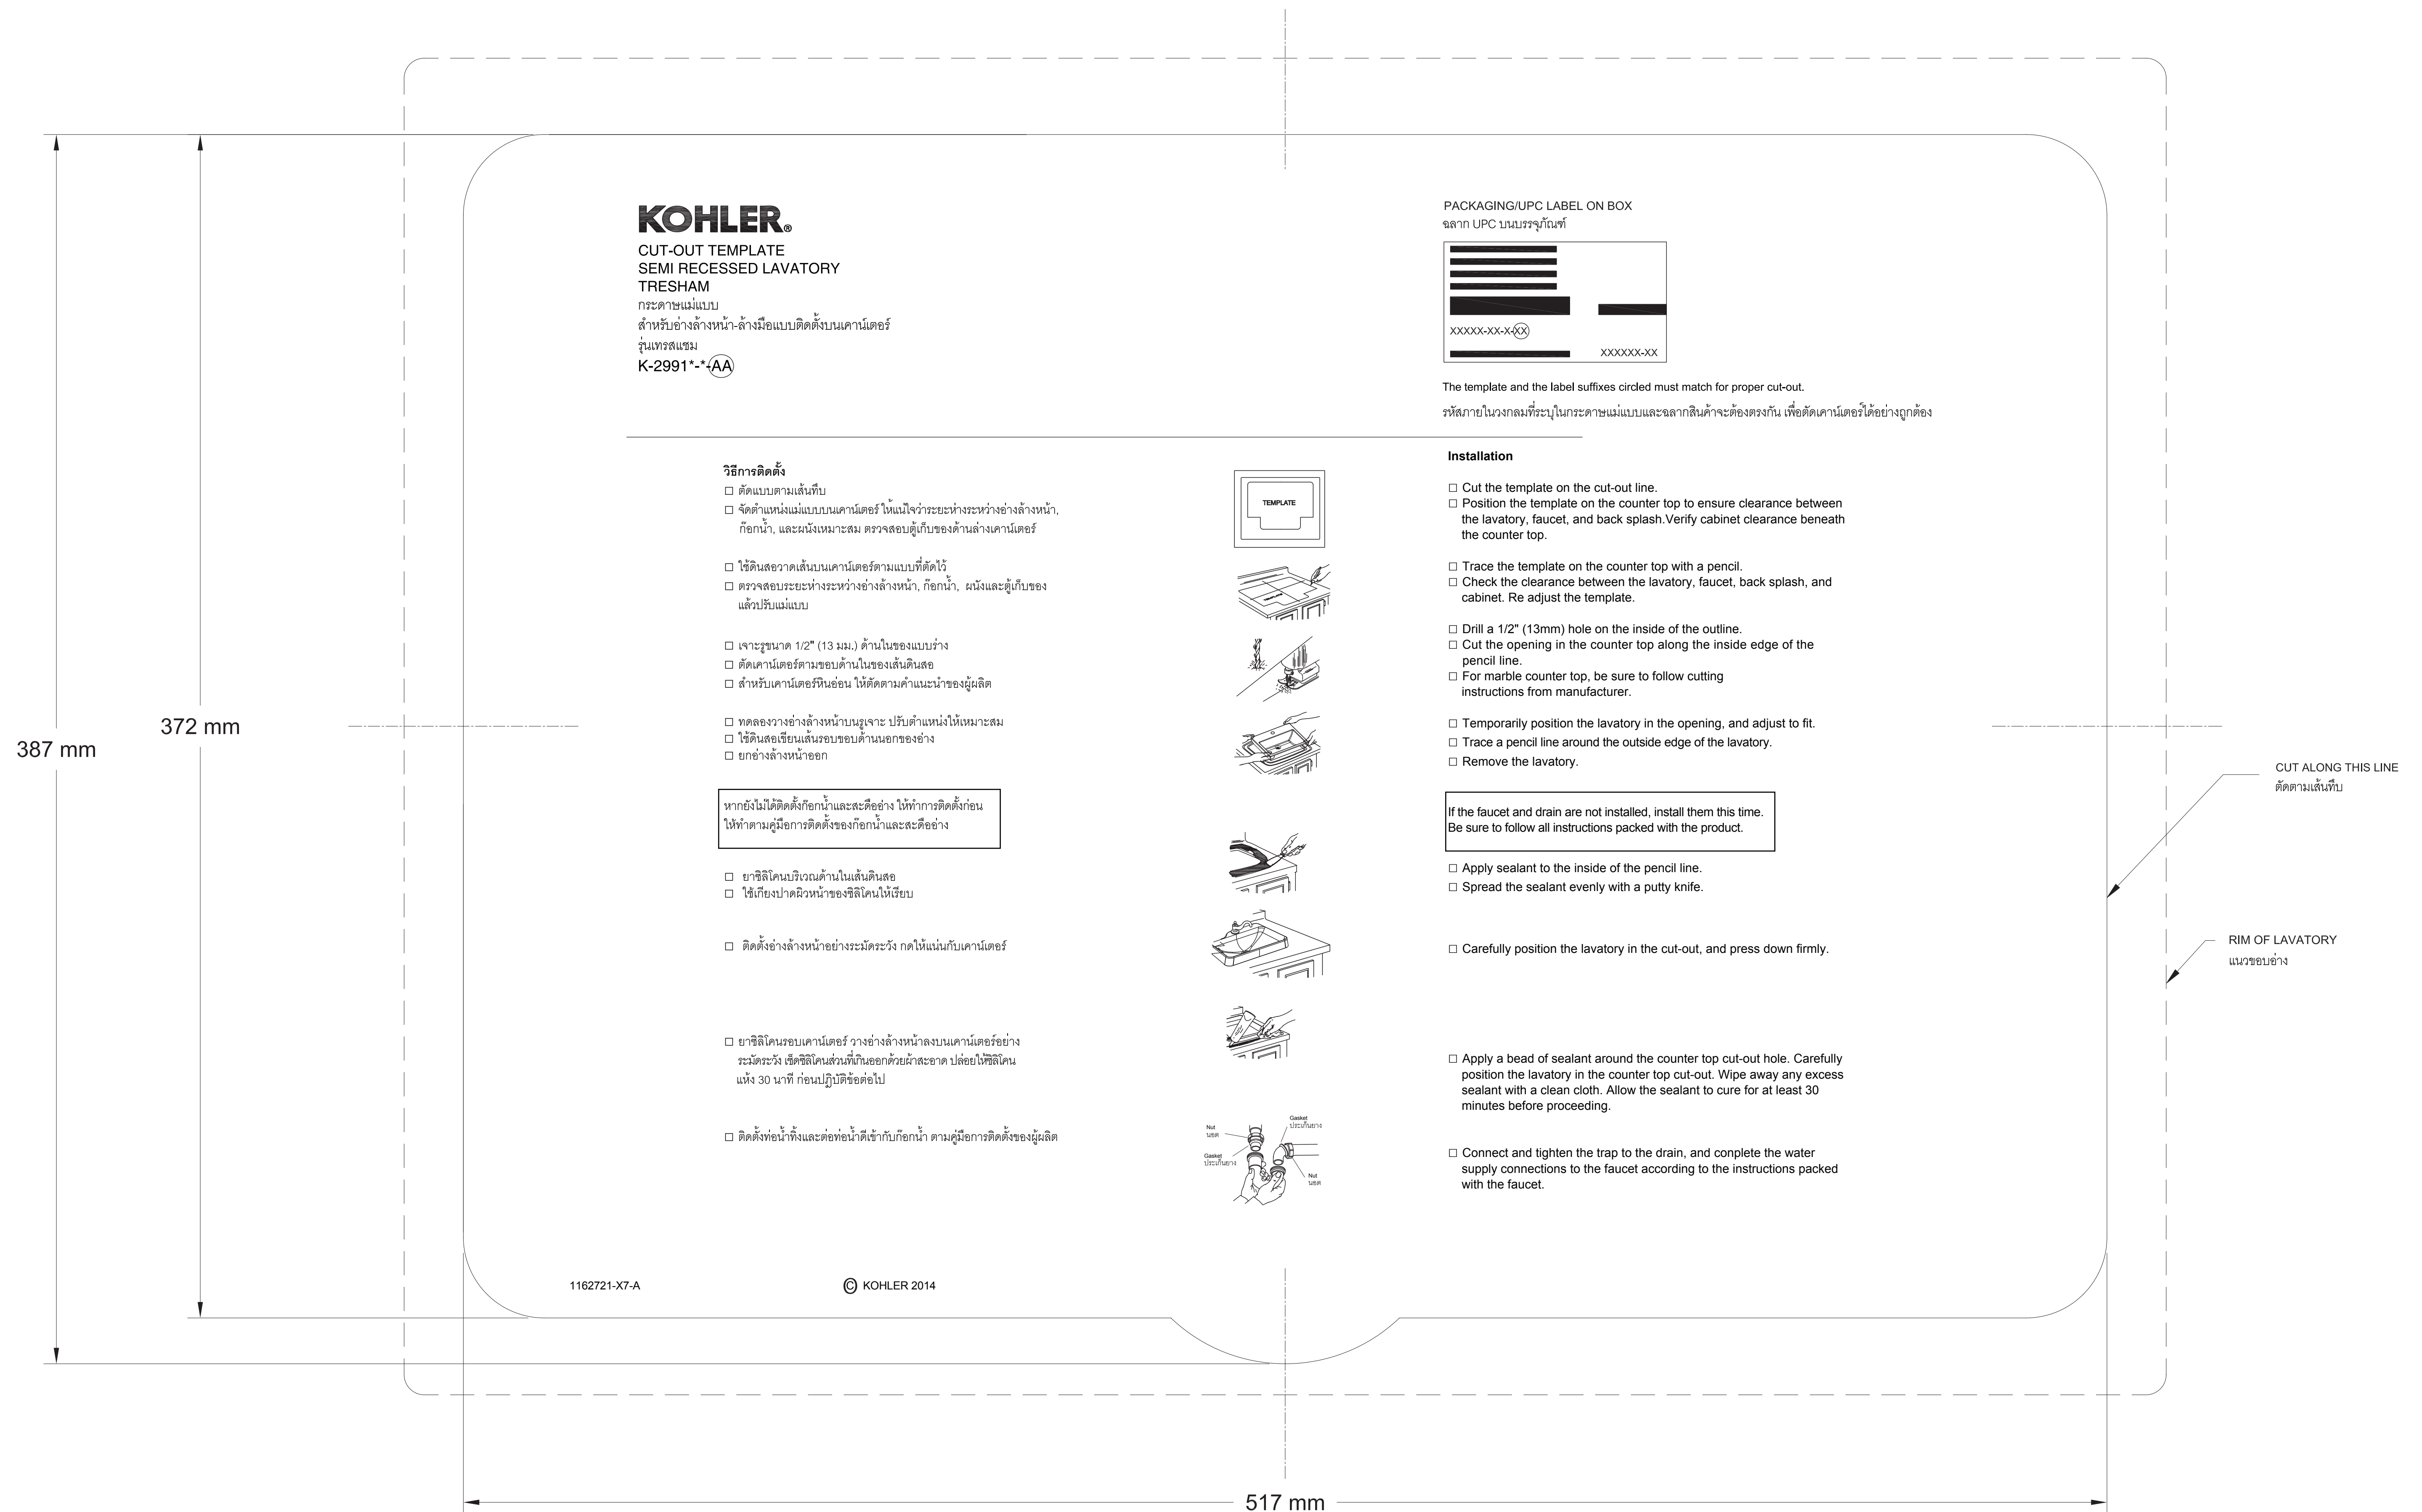 KOHLER®
CUT-OUT TEMPLATE
SEMI RECESSED LAVATORY
TRESHAM
กระดาษแม่แบบ
สำหรับอ่างล้างหน้า-ล้างมือแบบติดตั้งบนเคาน์เตอร์
รุ่นเทรสแซม
K-2991*-*-AA
PACKAGING/UPC LABEL ON BOX
ฉลาก UPC บนบรรจุภัณฑ์
XXXXX-XX-X-XX
XXXXXX-XX
The template and the label suffixes circled must match for proper cut-out.
รหัสภายในวงกลมที่ระบุในกระดาษแม่แบบและฉลากสินค้าจะต้องตรงกัน เพื่อตัดเคาน์เตอร์ได้อย่างถูกต้อง
วิธีการติดตั้ง
☐ ตัดแบบตามเส้นทึบ
☐ จัดตำแหน่งแม่แบบบนเคาน์เตอร์ ให้แน่ใจว่าระยะห่างระหว่างอ่างล้างหน้า,
ก๊อกน้ำ, และผนังเหมาะสม ตรวจสอบตู้เก็บของด้านล่างเคาน์เตอร์
☐ ใช้ดินสอวาดเส้นบนเคาน์เตอร์ตามแบบที่ตัดไว้
☐ ตรวจสอบระยะห่างระหว่างอ่างล้างหน้า, ก๊อกน้ำ, ผนังและตู้เก็บของ
แล้วปรับแม่แบบ
☐ เจาะรูขนาด 1/2" (13 มม.) ด้านในของแบบร่าง
☐ ตัดเคาน์เตอร์ตามขอบด้านในของเส้นดินสอ
☐ สำหรับเคาน์เตอร์หินอ่อน ให้ตัดตามคำแนะนำของผู้ผลิต
☐ ทดลองวางอ่างล้างหน้าบนรูเจาะ ปรับตำแหน่งให้เหมาะสม
☐ ใช้ดินสอเขียนเส้นรอบขอบด้านนอกของอ่าง
☐ ยกอ่างล้างหน้าออก
หากยังไม่ได้ติดตั้งก๊อกน้ำและสะดืออ่าง ให้ทำการติดตั้งก่อน
ให้ทำตามคู่มือการติดตั้งของก๊อกน้ำและสะดืออ่าง
☐ ยาซิลิโคนบริเวณด้านในเส้นดินสอ
☐ ใช้เกียงปาดผิวหน้าของซิลิโคนให้เรียบ
☐ ติดตั้งอ่างล้างหน้าอย่างระมัดระวัง กดให้แน่นกับเคาน์เตอร์
☐ ยาซิลิโคนรอบเคาน์เตอร์ วางอ่างล้างหน้าลงบนเคาน์เตอร์อย่าง
ระมัดระวัง เช็ดซิลิโคนส่วนที่เกินออกด้วยผ้าสะอาด ปล่อยให้ซิลิโคน
แห้ง 30 นาที ก่อนปฏิบัติข้อต่อไป
☐ ติดตั้งท่อน้ำทิ้งและต่อท่อน้ำดีเข้ากับก๊อกน้ำ ตามคู่มือการติดตั้งของผู้ผลิต
TEMPLATE
Gasket
ประเก็นยาง
Nut
นอต
Gasket
ประเก็นยาง
Nut
นอต
Installation
☐ Cut the template on the cut-out line.
☐ Position the template on the counter top to ensure clearance between
the lavatory, faucet, and back splash.Verify cabinet clearance beneath
the counter top.
☐ Trace the template on the counter top with a pencil.
☐ Check the clearance between the lavatory, faucet, back splash, and
cabinet. Re adjust the template.
☐ Drill a 1/2" (13mm) hole on the inside of the outline.
☐ Cut the opening in the counter top along the inside edge of the
pencil line.
☐ For marble counter top, be sure to follow cutting
instructions from manufacturer.
☐ Temporarily position the lavatory in the opening, and adjust to fit.
☐ Trace a pencil line around the outside edge of the lavatory.
☐ Remove the lavatory.
If the faucet and drain are not installed, install them this time.
Be sure to follow all instructions packed with the product.
☐ Apply sealant to the inside of the pencil line.
☐ Spread the sealant evenly with a putty knife.
☐ Carefully position the lavatory in the cut-out, and press down firmly.
☐ Apply a bead of sealant around the counter top cut-out hole. Carefully
position the lavatory in the counter top cut-out. Wipe away any excess
sealant with a clean cloth. Allow the sealant to cure for at least 30
minutes before proceeding.
☐ Connect and tighten the trap to the drain, and conplete the water
supply connections to the faucet according to the instructions packed
with the faucet.
387 mm
372 mm
CUT ALONG THIS LINE
ตัดตามเส้นทึบ
RIM OF LAVATORY
แนวขอบอ่าง
1162721-X7-A
© KOHLER 2014
517 mm